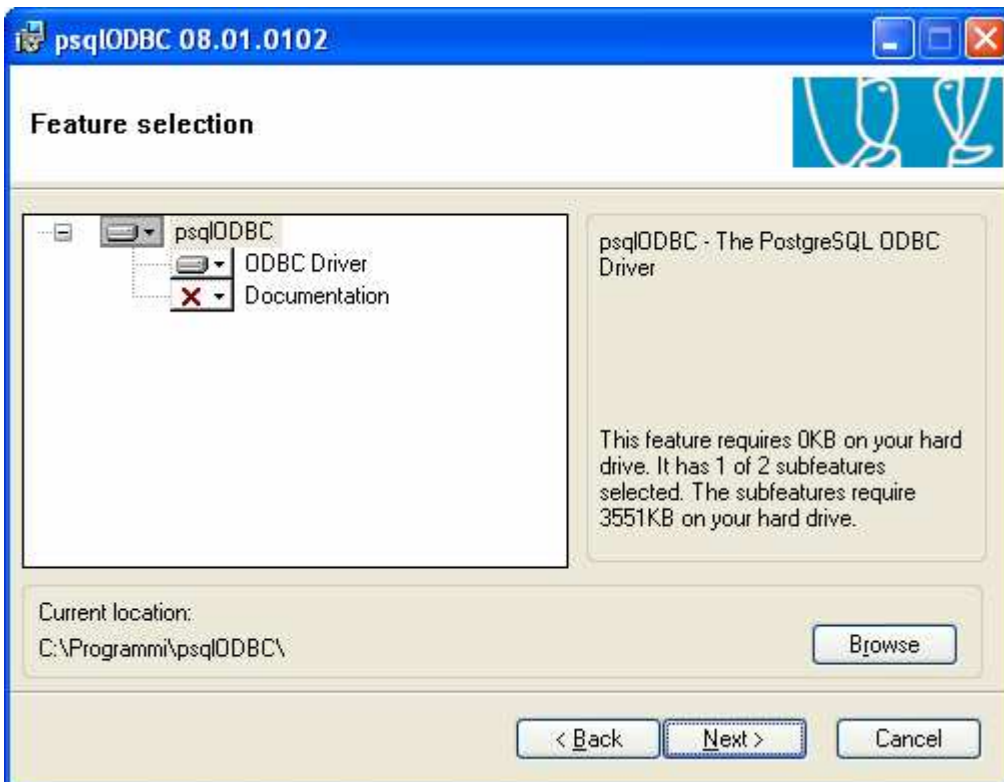 psqlODBC 08.01.0102
Feature selection
psqlODBC
ODBC Driver
Documentation
psqlODBC - The PostgreSQL ODBC
Driver
This feature requires 0KB on your hard
drive. It has 1 of 2 subfeatures
selected. The subfeatures require
3551KB on your hard drive.
Current location:
C:\Programmi\psqlODBC\
Browse
< Back
Next >
Cancel